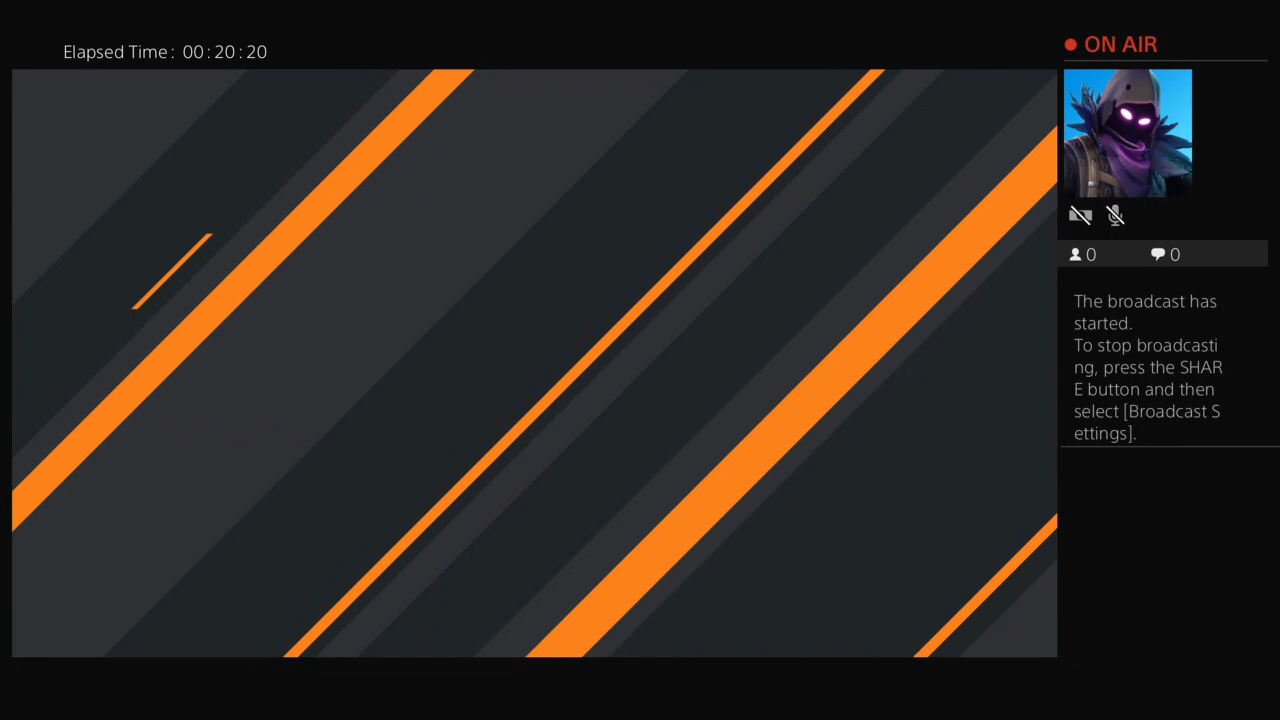 Elapsed Time: 00:20:20
ON AIR
0
0
The broadcast has
started.
To stop broadcasti
ng, press the SHAR
E button and then
select [Broadcast S
ettings].